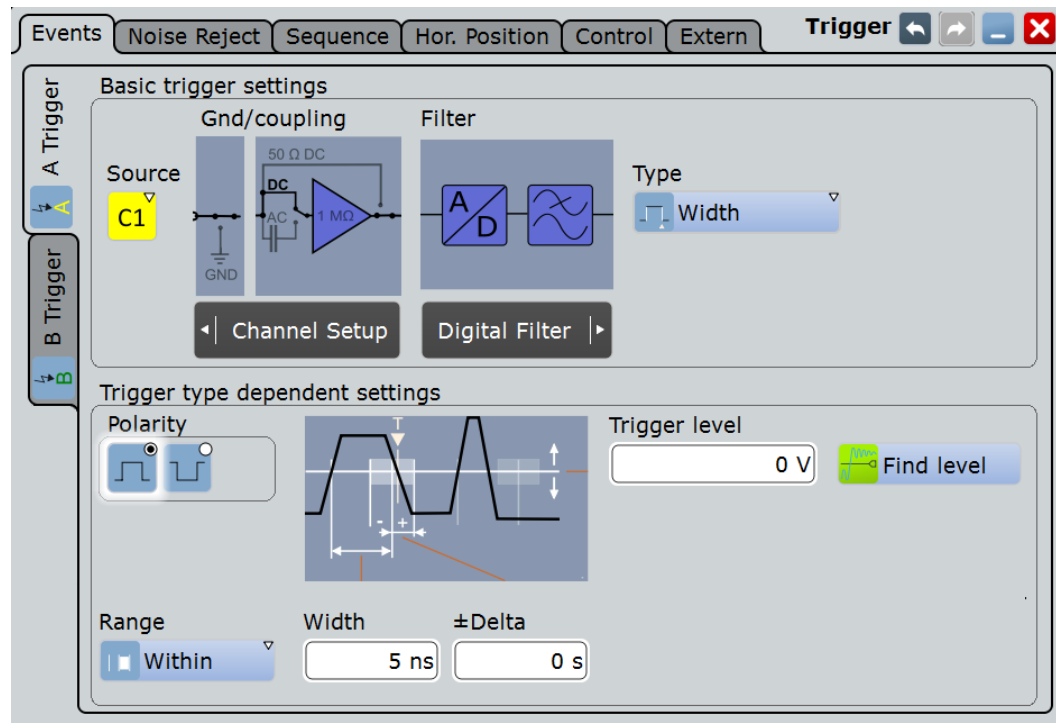 Events Noise Reject Sequence Hor. Position Control Extern Trigger
A Trigger
A
B Trigger
B
Basic trigger settings
Gnd/coupling Filter
Source Type
C1
50 Ω DC
DC
AC
1 MΩ
GND
A
D
Width
Channel Setup Digital Filter
Trigger type dependent settings
Polarity Trigger level
T
0 V Find level
- +
Range Width ±Delta
Within 5 ns 0 s